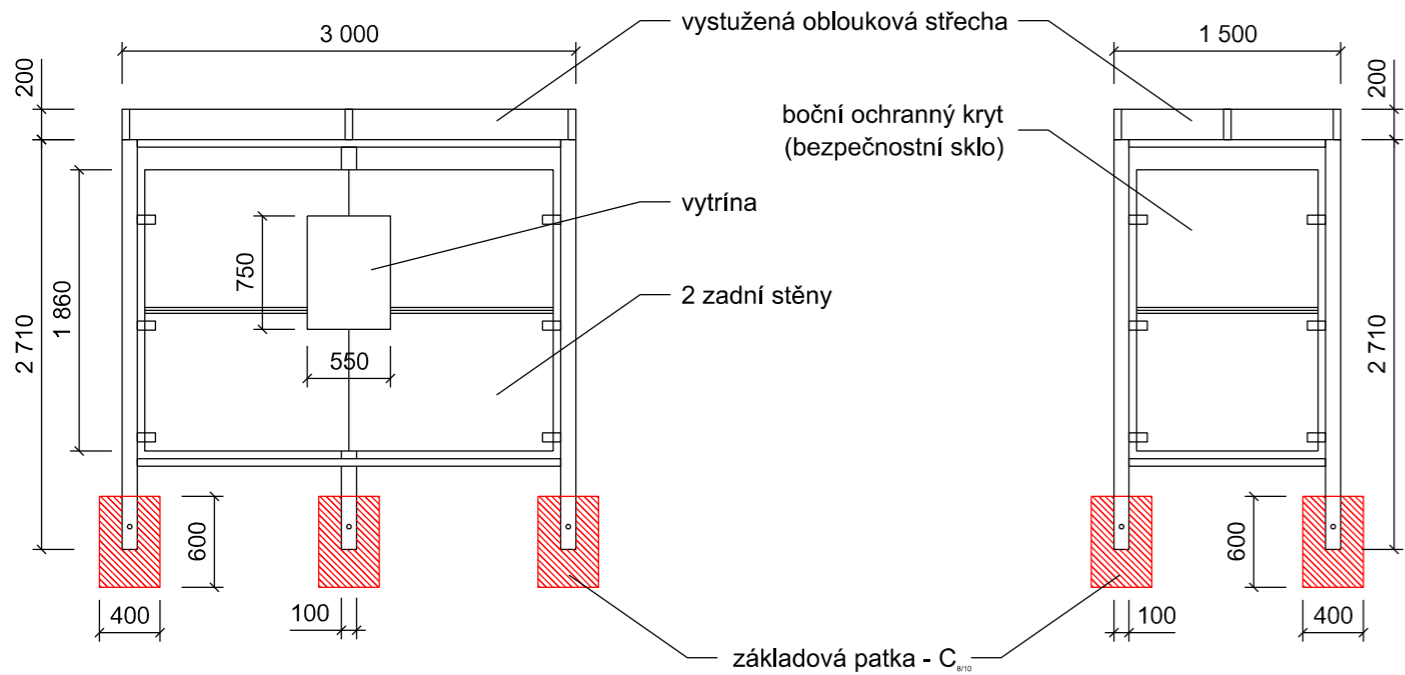 vystužená oblouková střecha
3 000
1 500
200
200
boční ochranný kryt
(bezpečnostní sklo)
vytrína
750
2 zadní stěny
1 860
2 710
2 710
550
600
600
400
100
100
400
základová patka - C8/10